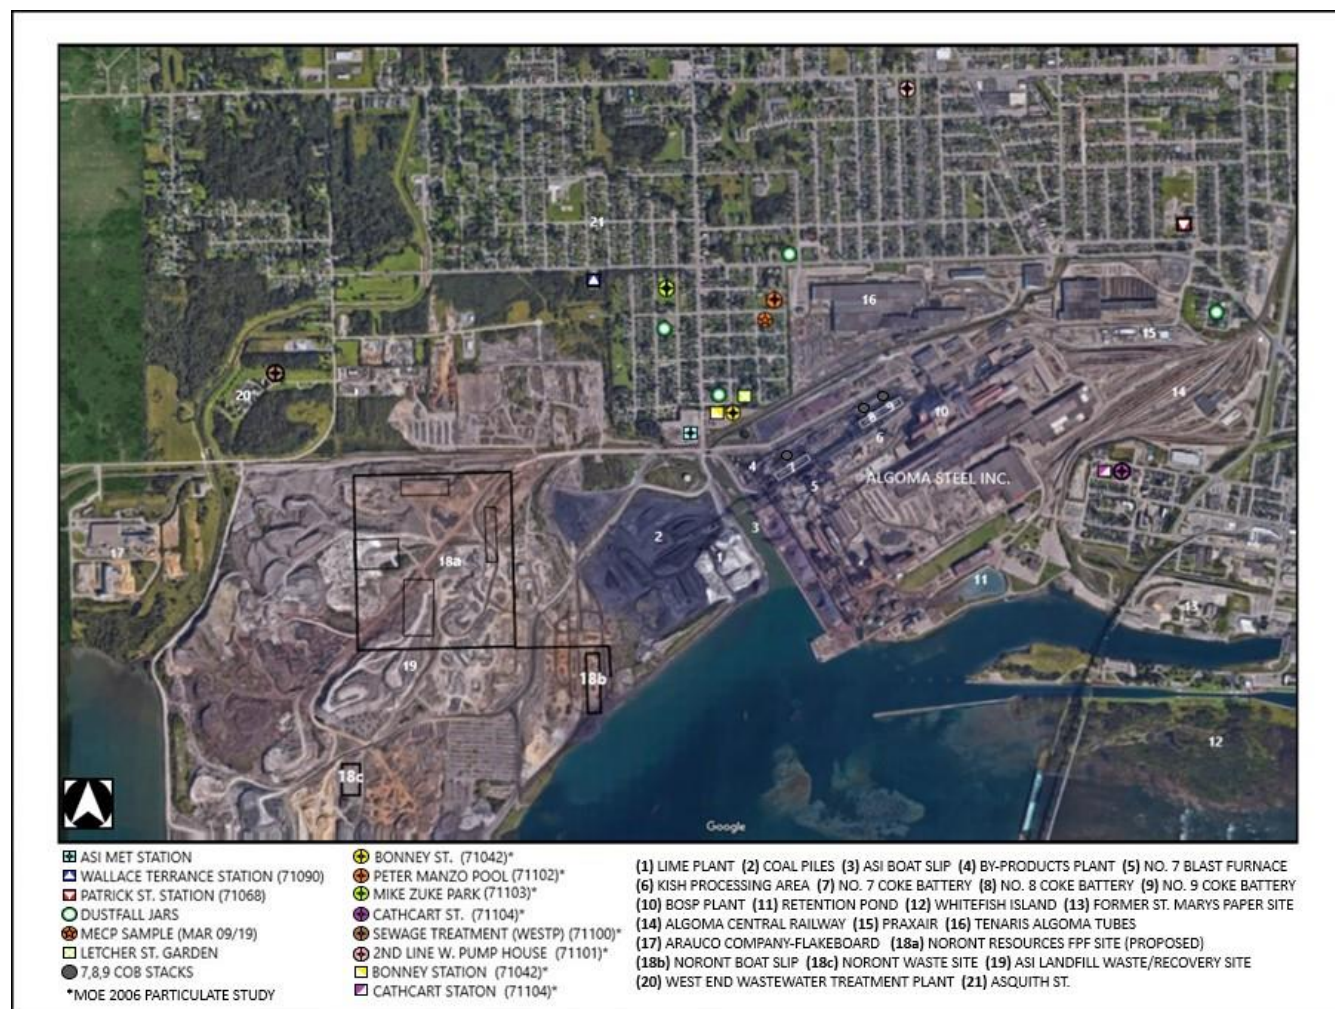 21
16
15
14
20
8
9
10
6
7
4
5
ALGOMA STEEL INC.
3
2
1
17
18a
11
13
19
18b
12
18c
Google
ASI MET STATION
WALLACE TERRANCE STATION (71090)
PATRICK ST. STATION (71068)
DUSTFALL JARS
MECP SAMPLE (MAR 09/19)
LETCHER ST. GARDEN
7,8,9 COB STACKS
*MOE 2006 PARTICULATE STUDY
BONNEY ST. (71042)*
PETER MANZO POOL (71102)*
MIKE ZUKE PARK (71103)*
CATHCART ST. (71104)*
SEWAGE TREATMENT (WESTP) (71100)*
2ND LINE W. PUMP HOUSE (71101)*
BONNEY STATION (71042)*
CATHCART STATON (71104)*
(1) LIME PLANT (2) COAL PILES (3) ASI BOAT SLIP (4) BY-PRODUCTS PLANT (5) NO. 7 BLAST FURNACE
(6) KISH PROCESSING AREA (7) NO. 7 COKE BATTERY (8) NO. 8 COKE BATTERY (9) NO. 9 COKE BATTERY
(10) BOSP PLANT (11) RETENTION POND (12) WHITEFISH ISLAND (13) FORMER ST. MARYS PAPER SITE
(14) ALGOMA CENTRAL RAILWAY (15) PRAXAIR (16) TENARIS ALGOMA TUBES
(17) ARAUCO COMPANY-FLAKEBOARD (18a) NORONT RESOURCES FPF SITE (PROPOSED)
(18b) NORONT BOAT SLIP (18c) NORONT WASTE SITE (19) ASI LANDFILL WASTE/RECOVERY SITE
(20) WEST END WASTEWATER TREATMENT PLANT (21) ASQUITH ST.